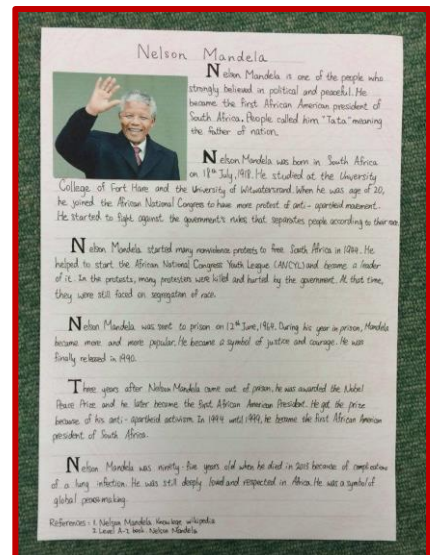 Nelson Mandela
Nelson Mandela is one of the people who
strongly believed in political and peaceful. He
became the first African American president of
South Africa. People called him "Tata" meaning
the father of nation.
Nelson Mandela was born in South Africa
on 18th July, 1918. He studied at the University
College of Fort Hare and the University of Witwatersrand. When he was age of 20,
he joined the African National Congress to have more protest of anti-apartheid movement.
He started to fight against the government's rules that separates people according to their race.
Nelson Mandela started many nonviolence protests to free South Africa in 1944. He
helped to start the African National Congress Youth League (ANCYL) and became a leader
of it. In the protests, many protesters were killed and hurted by the government. At that time,
they were still faced on segregation of race.
Nelson Mandela was sent to prison on 12th June, 1964. During his year in prison, Mandela
became more and more popular. He became a symbol of justice and courage. He was
finally released in 1990.
Three years after Nelson Mandela came out of prison, he was awarded the Nobel
Peace Prize and he later became the first African American President. He got the prize
because of his anti-apartheid activism. In 1994 until 1999, he became the first African American
president of South Africa.
Nelson Mandela was ninety-five years old when he died in 2013 because of complications
of a lung infection. He was still deeply loved and respected in Africa. He was a symbol of
global peacemaking.
References: 1. Nelson Mandela wikipedia
2. Level A-Z book: Nelson Mandela